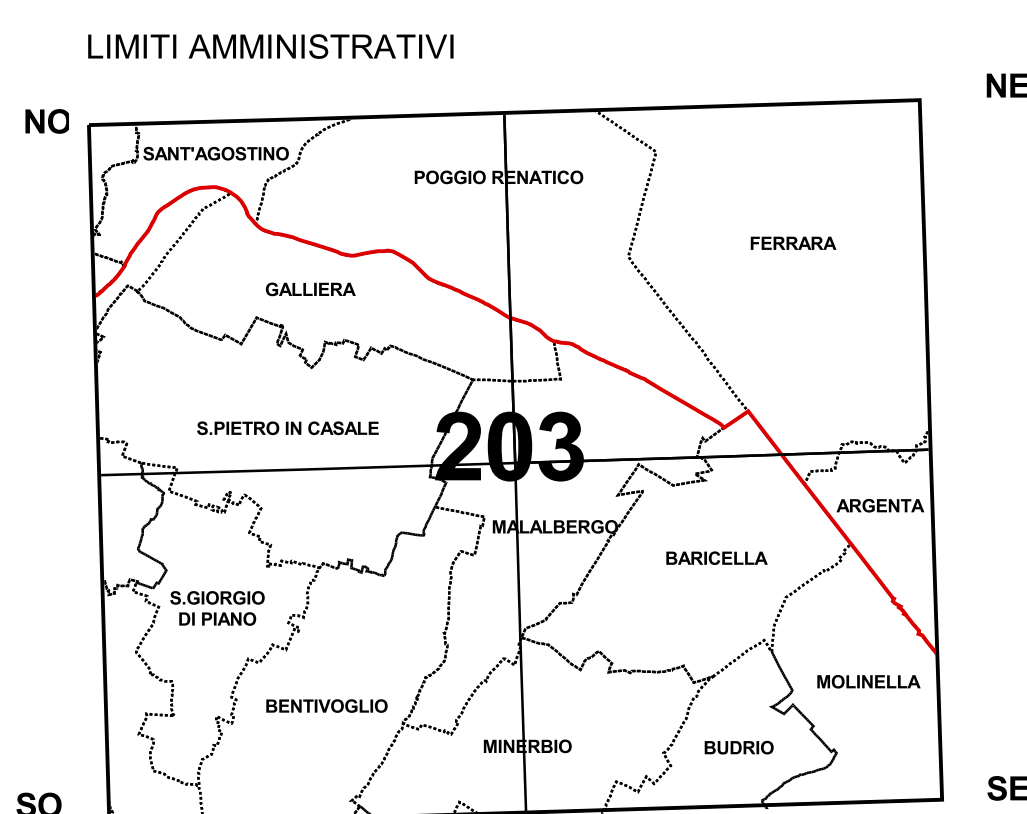 LIMITI AMMINISTRATIVI
NE
NO
SANT'AGOSTINO
POGGIO RENATICO
FERRARA
GALLIERA
S.PIETRO IN CASALE
203
ARGENTA
MALALBERGO
BARICELLA
S.GIORGIO
DI PIANO
MOLINELLA
BENTIVOGLIO
MINERBIO
BUDRIO
SE
SO